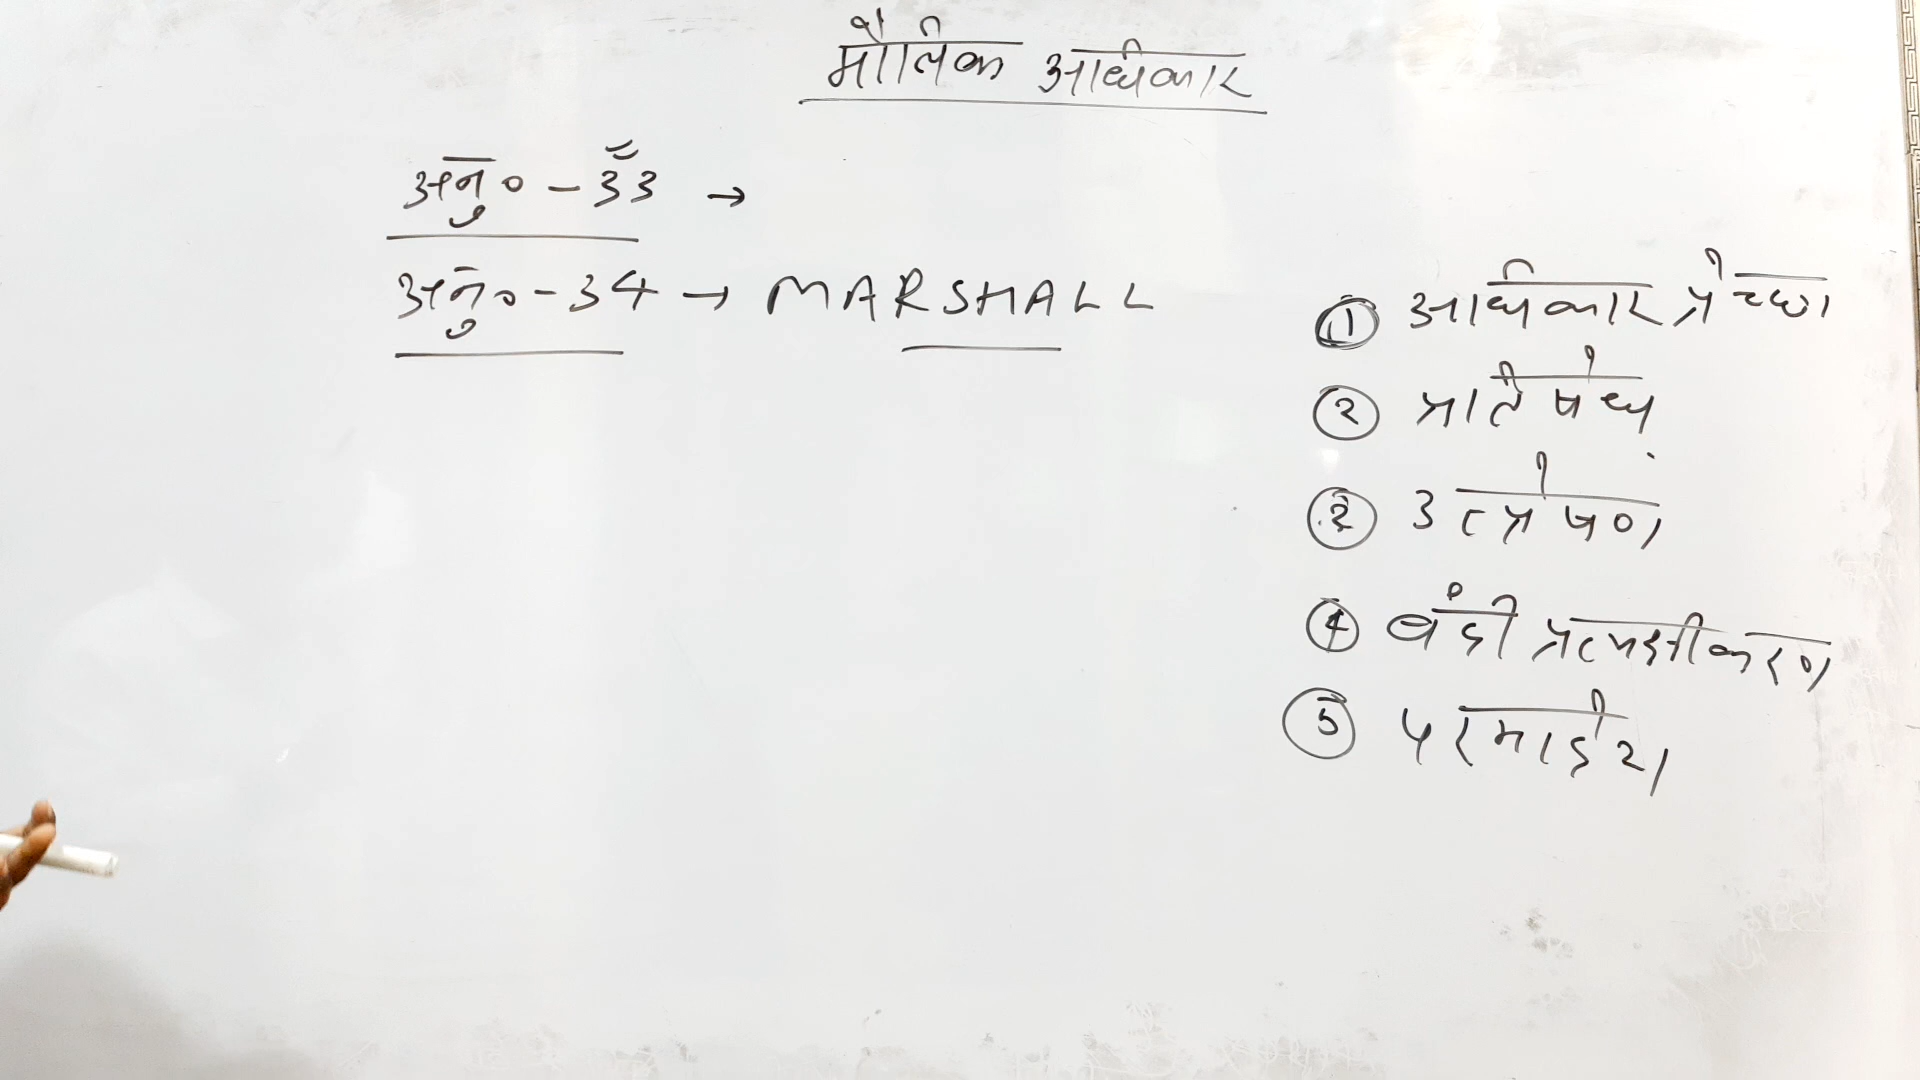 मौलिक अधिकार
अनु० - 33 →
अनु० - 34 → MARSHALL
① अधिकार प्रेच्छा
② प्रतिषेध
③ उत्प्रेषण
④ बंदी प्रत्यक्षीकरण
⑤ परमादेश